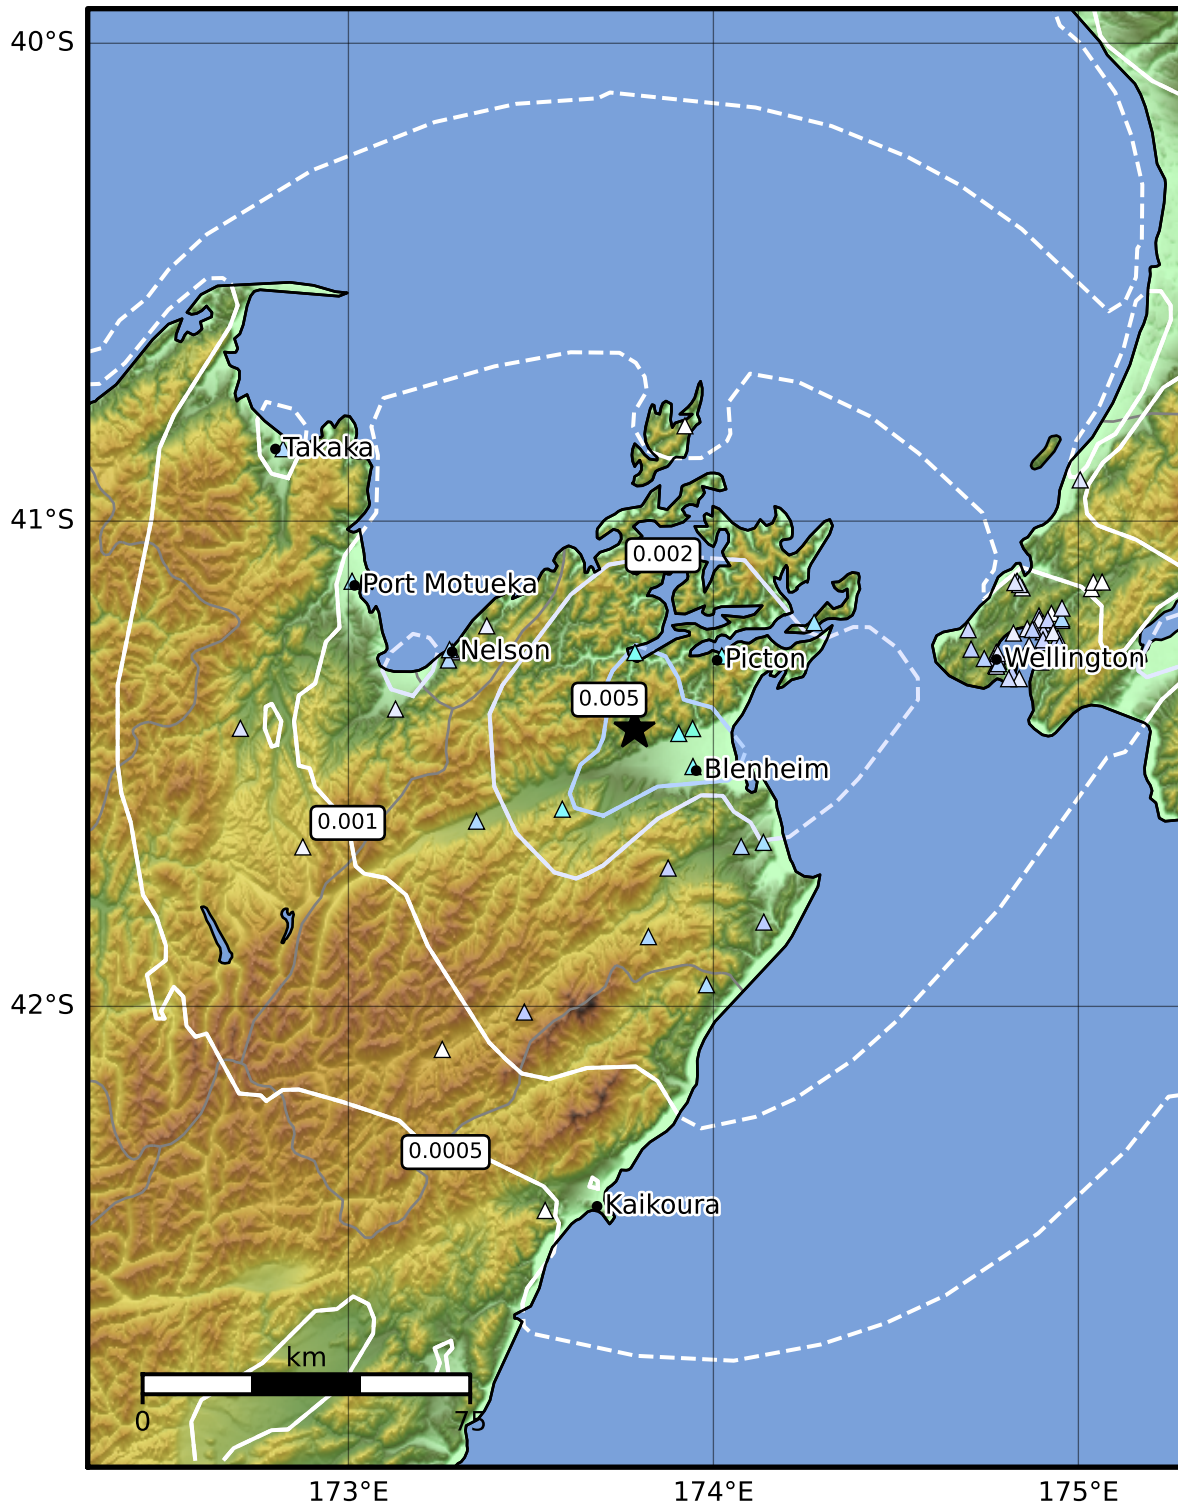 40°S
Takaka
41°S
0.002
Port Motueka
Nelson
Picton
Wellington
0.005
Blenheim
0.001
42°S
0.0005
Kaikoura
km
0
75
173°E
174°E
175°E